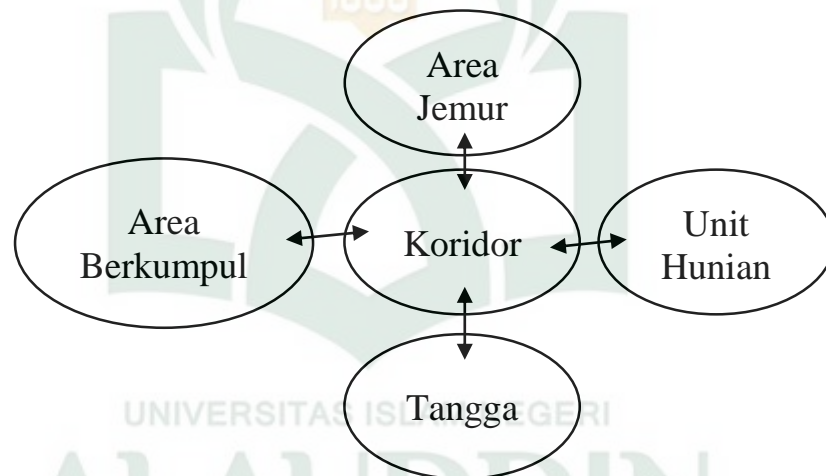 Area
Jemur
Area
Berkumpul
Koridor
Unit
Hunian
Tangga
UNIVERSITAS ISLAM NEGERI